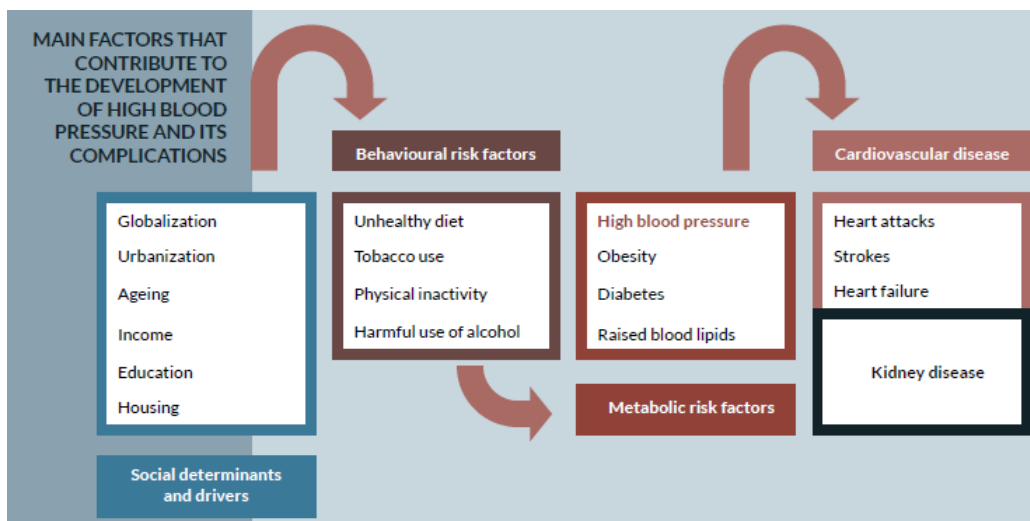 MAIN FACTORS THAT
CONTRIBUTE TO
THE DEVELOPMENT
OF HIGH BLOOD
PRESSURE AND ITS
COMPLICATIONS
Behavioural risk factors
Cardiovascular disease
Globalization
Urbanization
Ageing
Income
Education
Housing
Social determinants
and drivers
Unhealthy diet
Tobacco use
Physical inactivity
Harmful use of alcohol
High blood pressure
Obesity
Diabetes
Raised blood lipids
Metabolic risk factors
Heart attacks
Strokes
Heart failure
Kidney disease